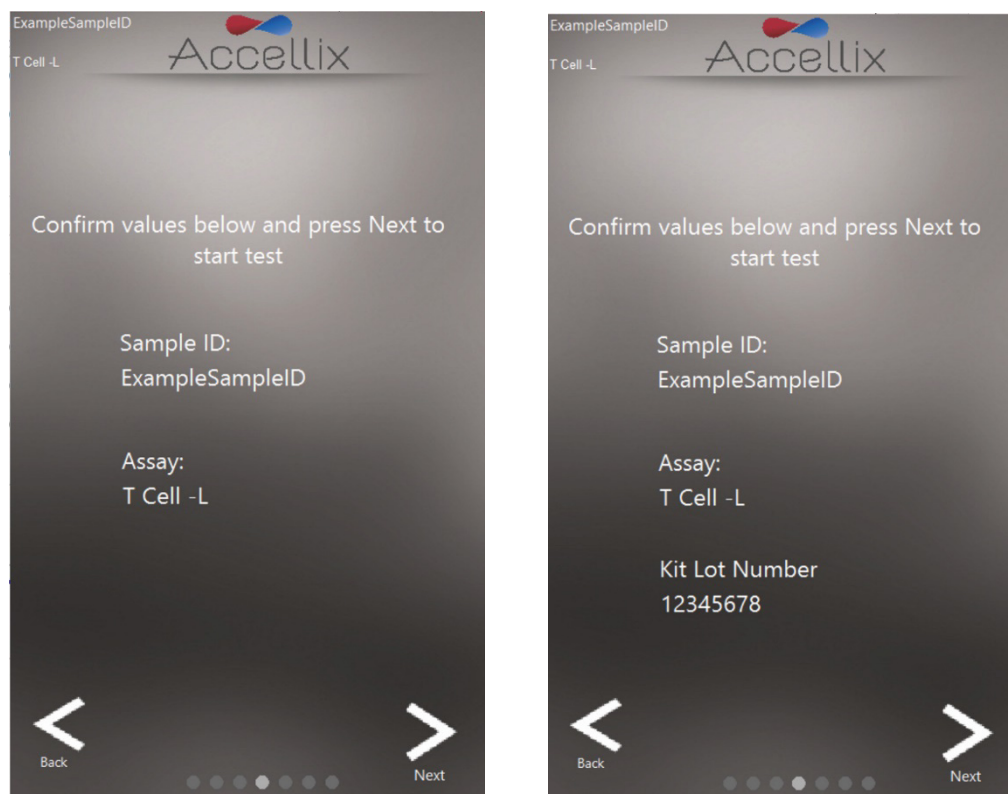 ExampleSampleID
Accellix
T Cell -L
Confirm values below and press Next to
start test
Sample ID:
ExampleSampleID
Assay:
T Cell -L
Back
Next
ExampleSampleID
Accellix
T Cell -L
Confirm values below and press Next to
start test
Sample ID:
ExampleSampleID
Assay:
T Cell -L
Kit Lot Number
12345678
Back
Next